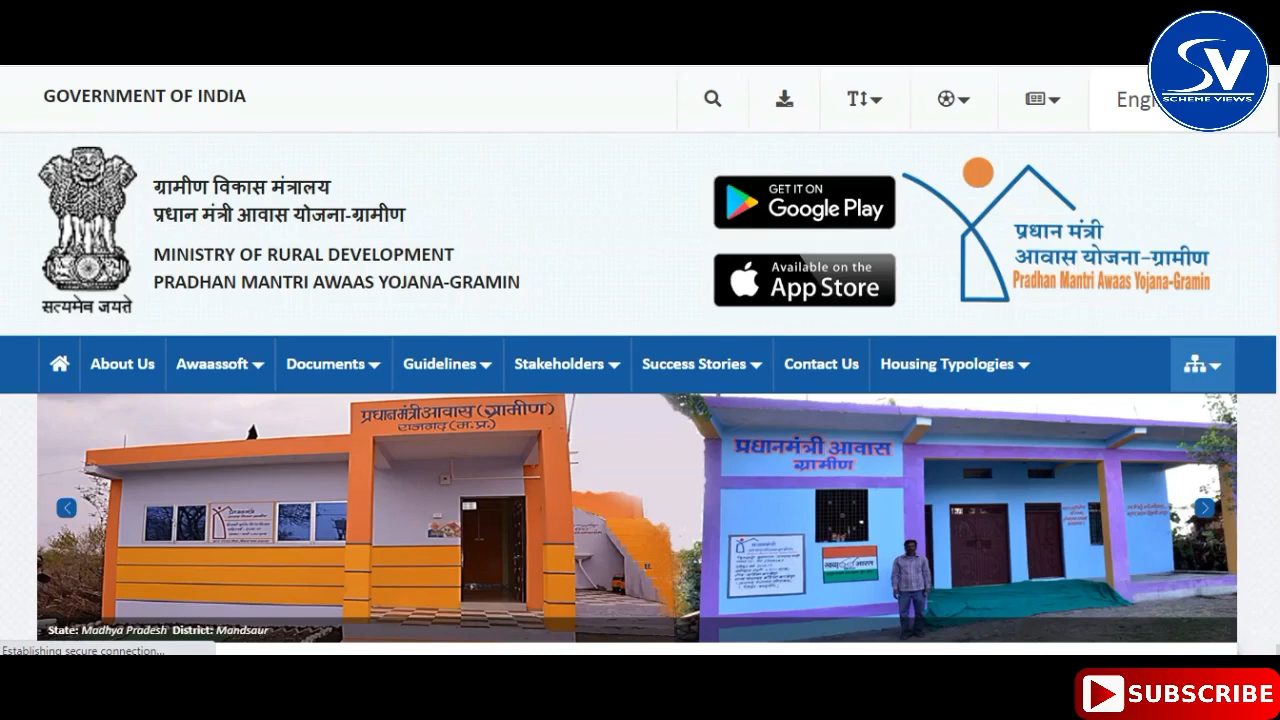 GOVERNMENT OF INDIA
SV
SCHEME VIEWS
ग्रामीण विकास मंत्रालय
प्रधान मंत्री आवास योजना-ग्रामीण
MINISTRY OF RURAL DEVELOPMENT
PRADHAN MANTRI AWAAS YOJANA-GRAMIN
सत्यमेव जयते
GET IT ON
Google Play
Available on the
App Store
प्रधान मंत्री
आवास योजना-ग्रामीण
Pradhan Mantri Awaas Yojana-Gramin
About Us
Awaassoft
Documents
Guidelines
Stakeholders
Success Stories
Contact Us
Housing Typologies
प्रधानमंत्री आवास (ग्रामीण)
राजगढ़ (म.प्र.)
प्रधानमंत्री आवास
ग्रामीण
State: Madhya Pradesh District: Mandsaur
Establishing secure connection...
SUBSCRIBE